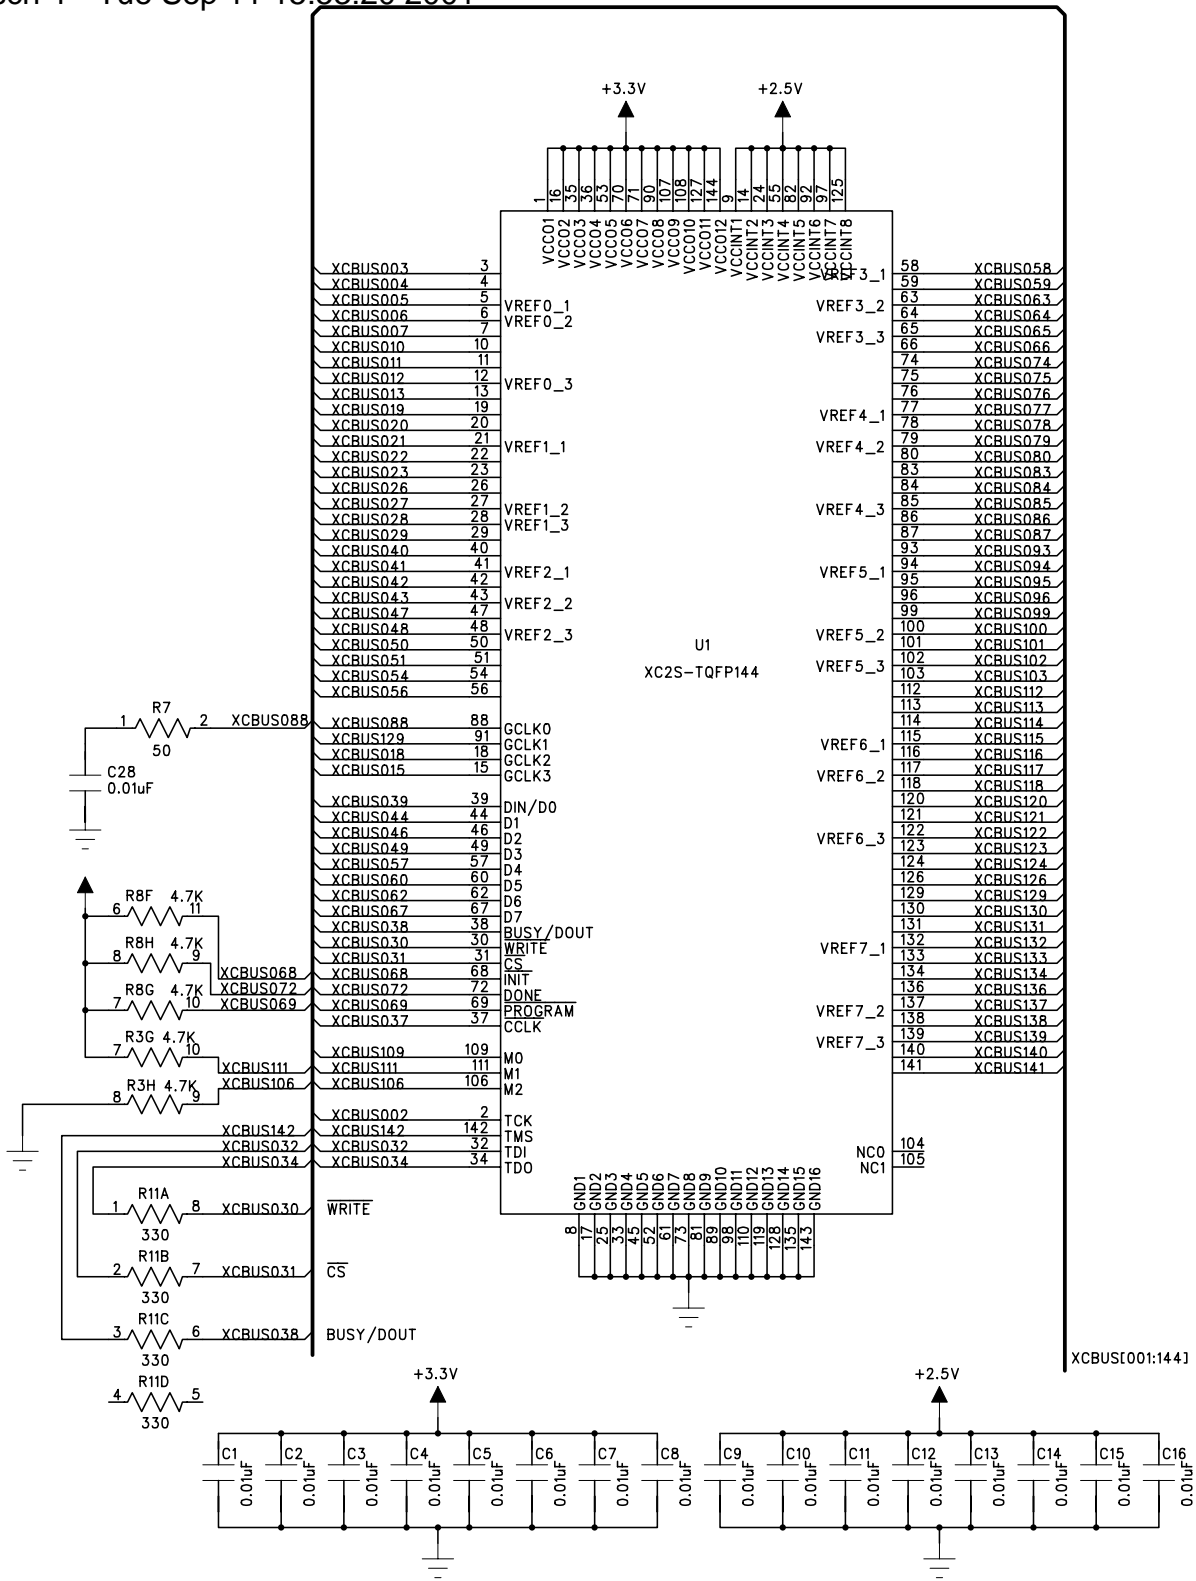 Tue Sep 2001
+3.3V +2.5V
1 16 35 36 53 70 71 90 107 108 127 144 9 14 24 55 82 92 97 125
VCCO1 VCCO2 VCCO3 VCCO4 VCCO5 VCCO6 VCCO7 VCCO8 VCCO9 VCCO10 VCCO11 VCCO12 VCCINT1 VCCINT2 VCCINT3 VCCINT4 VCCINT5 VCCINT6 VCCINT7 VCCINT8
XCBUS003 3
XCBUS004 4
XCBUS005 5 VREF0_1
XCBUS006 6 VREF0_2
XCBUS007 7
XCBUS010 10
XCBUS011 11
XCBUS012 12 VREF0_3
XCBUS013 13
XCBUS019 19
XCBUS020 20
XCBUS021 21 VREF1_1
XCBUS022 22
XCBUS023 23
XCBUS026 26
XCBUS027 27 VREF1_2
XCBUS028 28 VREF1_3
XCBUS029 29
XCBUS040 40
XCBUS041 41 VREF2_1
XCBUS042 42
XCBUS043 43 VREF2_2
XCBUS047 47
XCBUS048 48 VREF2_3
XCBUS050 50
XCBUS051 51
XCBUS054 54
XCBUS056 56
XCBUS088 88 GCLK0
XCBUS129 91 GCLK1
XCBUS018 18 GCLK2
XCBUS015 15 GCLK3
XCBUS039 39 DIN/D0
XCBUS044 44 D1
XCBUS046 46 D2
XCBUS049 49 D3
XCBUS057 57 D4
XCBUS060 60 D5
XCBUS062 62 D6
XCBUS067 67 D7
XCBUS038 38 BUSY/DOUT
XCBUS030 30 WRITE
XCBUS031 31 CS
XCBUS068 68 INIT
XCBUS072 72 DONE
XCBUS069 69 PROGRAM
XCBUS037 37 CCLK
XCBUS109 109 M0
XCBUS111 111 M1
XCBUS106 106 M2
XCBUS002 2 TCK
XCBUS142 142 TMS
XCBUS032 32 TDI
XCBUS034 34 TDO
U1
XC2S-TQFP144
VREF3_1 58 XCBUS058
59 XCBUS059
VREF3_2 63 XCBUS063
64 XCBUS064
VREF3_3 65 XCBUS065
66 XCBUS066
74 XCBUS074
75 XCBUS075
76 XCBUS076
VREF4_1 77 XCBUS077
78 XCBUS078
VREF4_2 79 XCBUS079
80 XCBUS080
83 XCBUS083
84 XCBUS084
VREF4_3 85 XCBUS085
86 XCBUS086
87 XCBUS087
93 XCBUS093
VREF5_1 94 XCBUS094
95 XCBUS095
96 XCBUS096
99 XCBUS099
VREF5_2 100 XCBUS100
101 XCBUS101
VREF5_3 102 XCBUS102
103 XCBUS103
112 XCBUS112
113 XCBUS113
114 XCBUS114
VREF6_1 115 XCBUS115
116 XCBUS116
VREF6_2 117 XCBUS117
118 XCBUS118
120 XCBUS120
121 XCBUS121
VREF6_3 122 XCBUS122
123 XCBUS123
124 XCBUS124
126 XCBUS126
129 XCBUS129
130 XCBUS130
131 XCBUS131
VREF7_1 132 XCBUS132
133 XCBUS133
134 XCBUS134
136 XCBUS136
VREF7_2 137 XCBUS137
138 XCBUS138
VREF7_3 139 XCBUS139
140 XCBUS140
141 XCBUS141
NC0 104
NC1 105
GND1 GND2 GND3 GND4 GND5 GND6 GND7 GND8 GND9 GND10 GND11 GND12 GND13 GND14 GND15 GND16
8 17 25 33 45 52 61 73 81 89 98 110 119 128 135 143
R7
1 2 XCBUS088
50
C28
0.01uF
R8F 4.7K
6 11
R8H 4.7K
8 9
XCBUS068
XCBUS072
R8G 4.7K
7 10 XCBUS069
R3G 4.7K
7 10
XCBUS111
R3H 4.7K XCBUS106
8 9
XCBUS142
XCBUS032
XCBUS034
R11A
1 8 XCBUS030 WRITE
330
R11B
2 7 XCBUS031 CS
330
R11C
3 6 XCBUS038 BUSY/DOUT
330
R11D
4 5
330
XCBUS[001:144]
+3.3V +2.5V
C1 C2 C3 C4 C5 C6 C7 C8 C9 C10 C11 C12 C13 C14 C15 C16
0.01uF 0.01uF 0.01uF 0.01uF 0.01uF 0.01uF 0.01uF 0.01uF 0.01uF 0.01uF 0.01uF 0.01uF 0.01uF 0.01uF 0.01uF 0.01uF